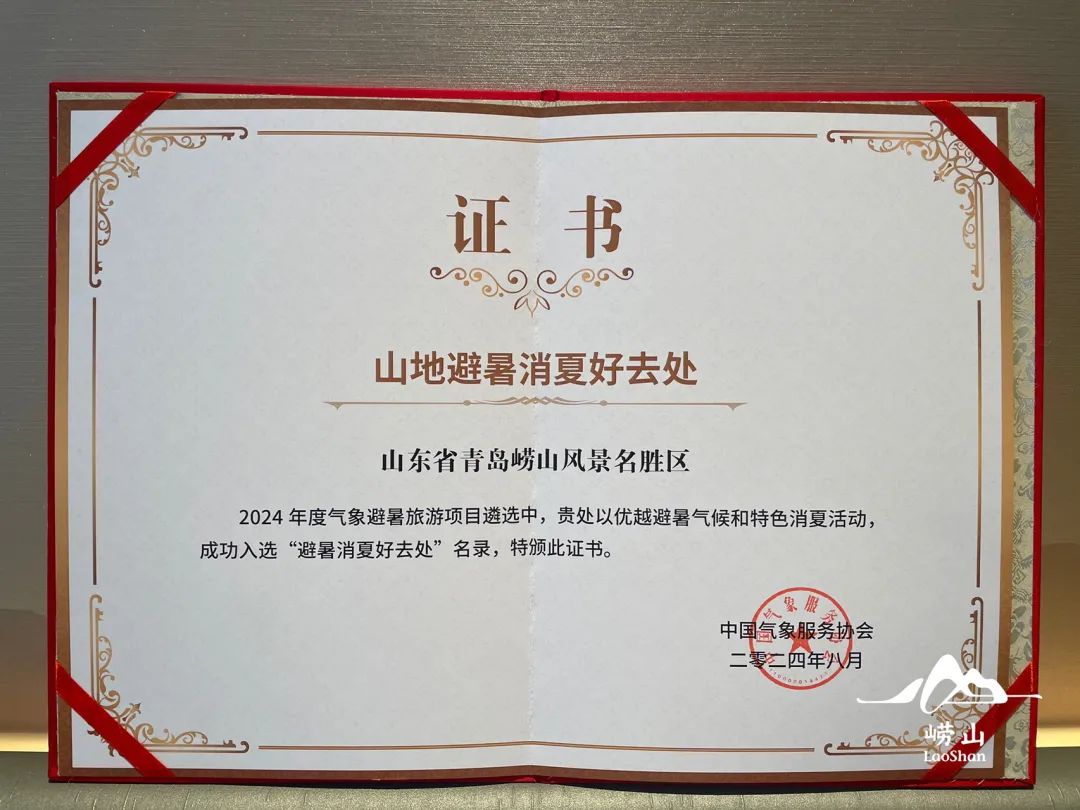 证书
山地避暑消夏好去处
山东省青岛崂山风景名胜区
2024 年度气象避暑旅游项目遴选中，贵处以优越避暑气候和特色消夏活动，
成功入选“避暑消夏好去处”名录，特颁此证书。
中国气象服务协会
二零二四年八月
崂山
LaoShan